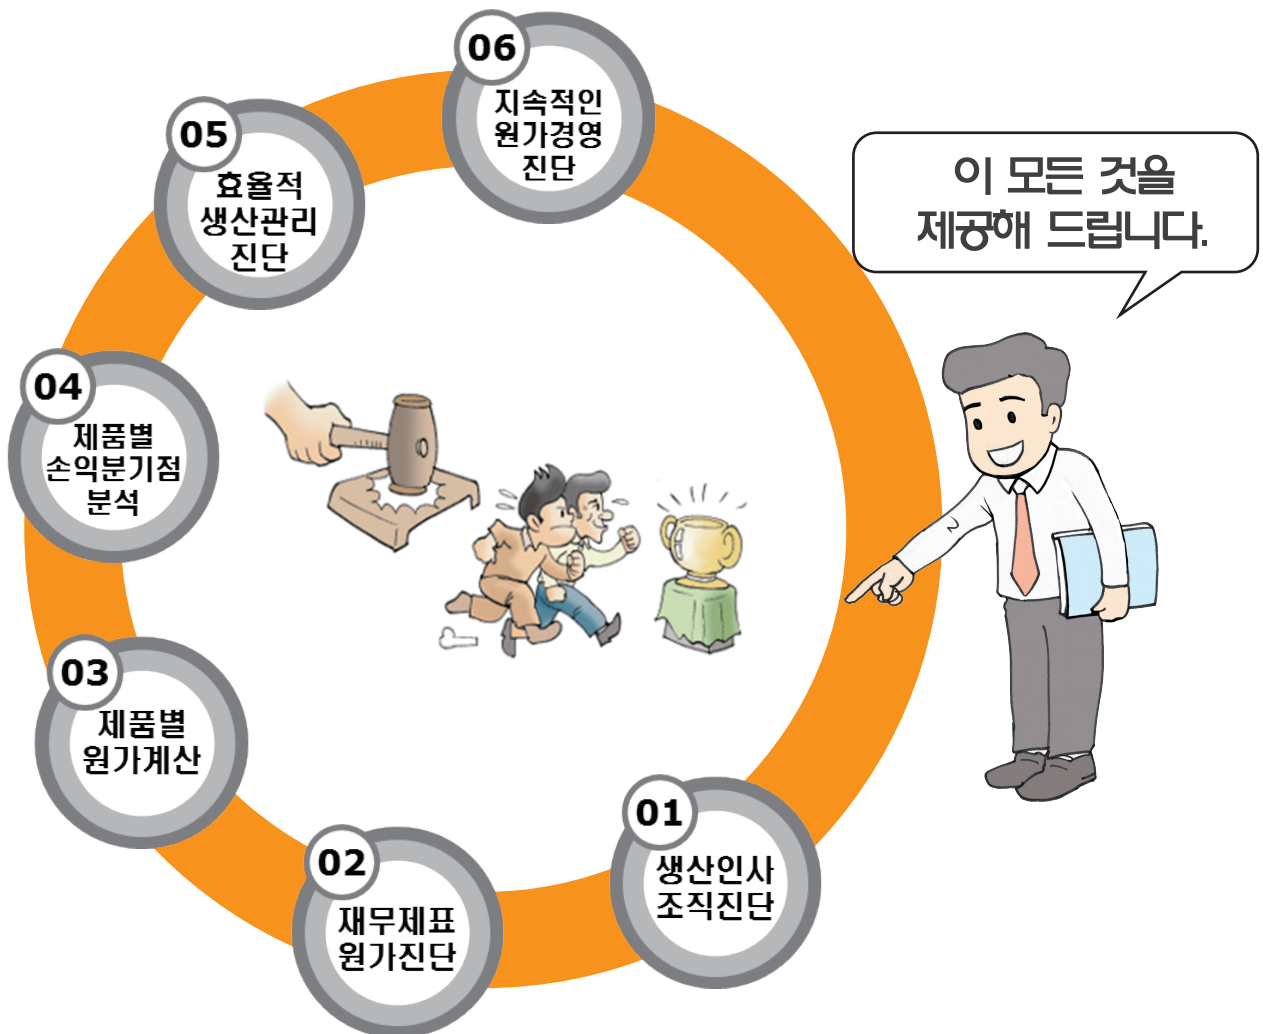 06
지속적인
원가경영
진단
05
효율적
생산관리
진단
이 모든 것을
제공해 드립니다.
04
제품별
손익분기점
분석
03
제품별
원가계산
02
재무제표
원가진단
01
생산인사
조직진단